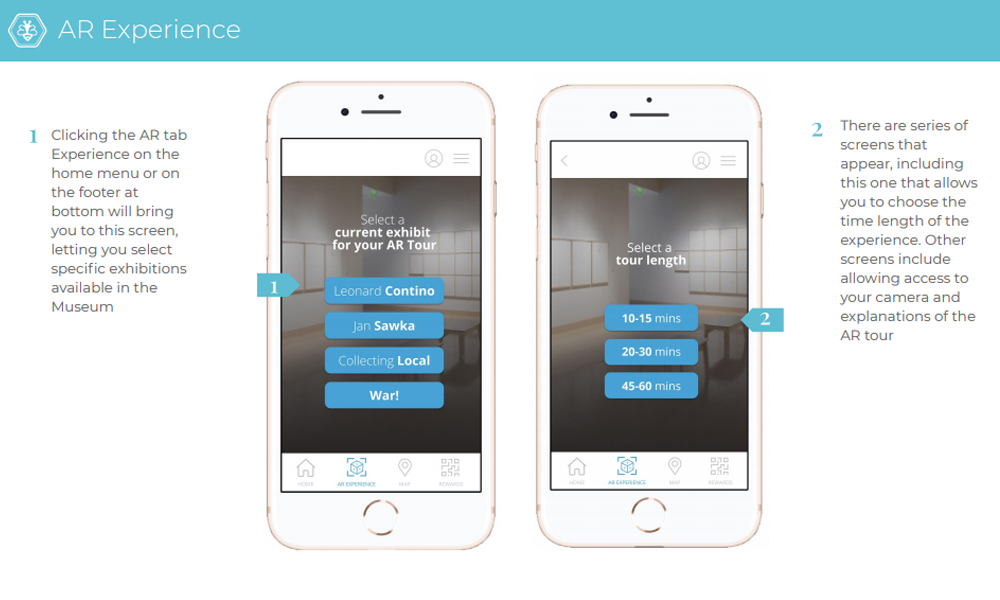 AR Experience
1
Clicking the AR tab
Experience on the
home menu or on
the footer at
bottom will bring
you to this screen,
letting you select
specific exhibitions
available in the
Museum
Select a
current exhibit
for your AR Tour
1
Leonard Contino
Jan Sawka
Collecting Local
War!
HOME
AR EXPERIENCE
MAP
REWARDS
Select a
tour length
10-15 mins
2
20-30 mins
45-60 mins
HOME
AR EXPERIENCE
MAP
REWARDS
2
There are series of
screens that
appear, including
this one that allows
you to choose the
time length of the
experience. Other
screens include
allowing access to
your camera and
explanations of the
AR tour